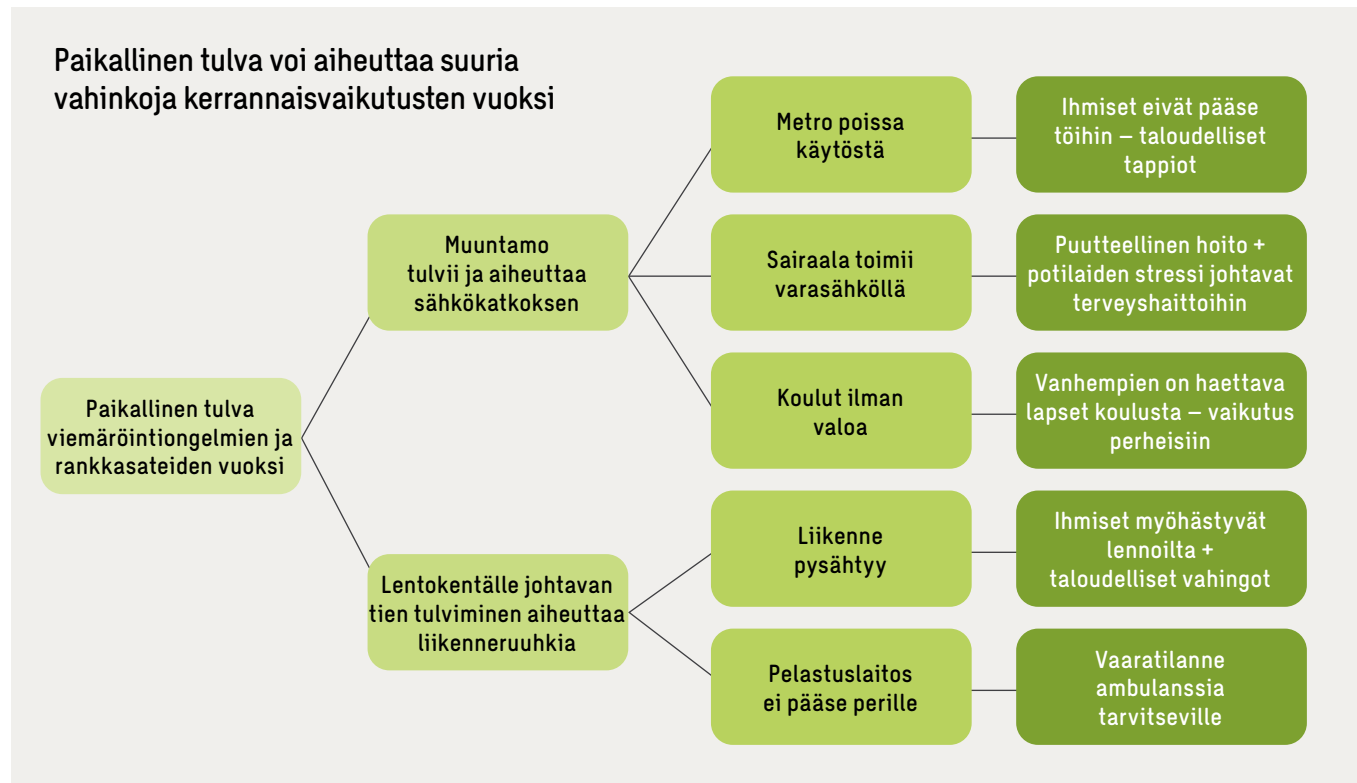 Paikallinen tulva voi aiheuttaa suuria
vahinkoja kerrannaisvaikutusten vuoksi
Paikallinen tulva
viemäröintiongelmien ja
rankkasateiden vuoksi
Muuntamo
tulvii ja aiheuttaa
sähkökatkoksen
Metro poissa
käytöstä
Ihmiset eivät pääse
töihin – taloudelliset
tappiot
Sairaala toimii
varasähköllä
Puutteellinen hoito +
potilaiden stressi johtavat
terveyshaittoihin
Koulut ilman
valoa
Vanhempien on haettava
lapset koulusta – vaikutus
perheisiin
Lentokentälle johtavan
tien tulviminen aiheuttaa
liikenneruuhkia
Liikenne
pysähtyy
Ihmiset myöhästyvät
lennoilta +
taloudelliset vahingot
Pelastuslaitos
ei pääse perille
Vaaratilanne
ambulanssia
tarvitseville